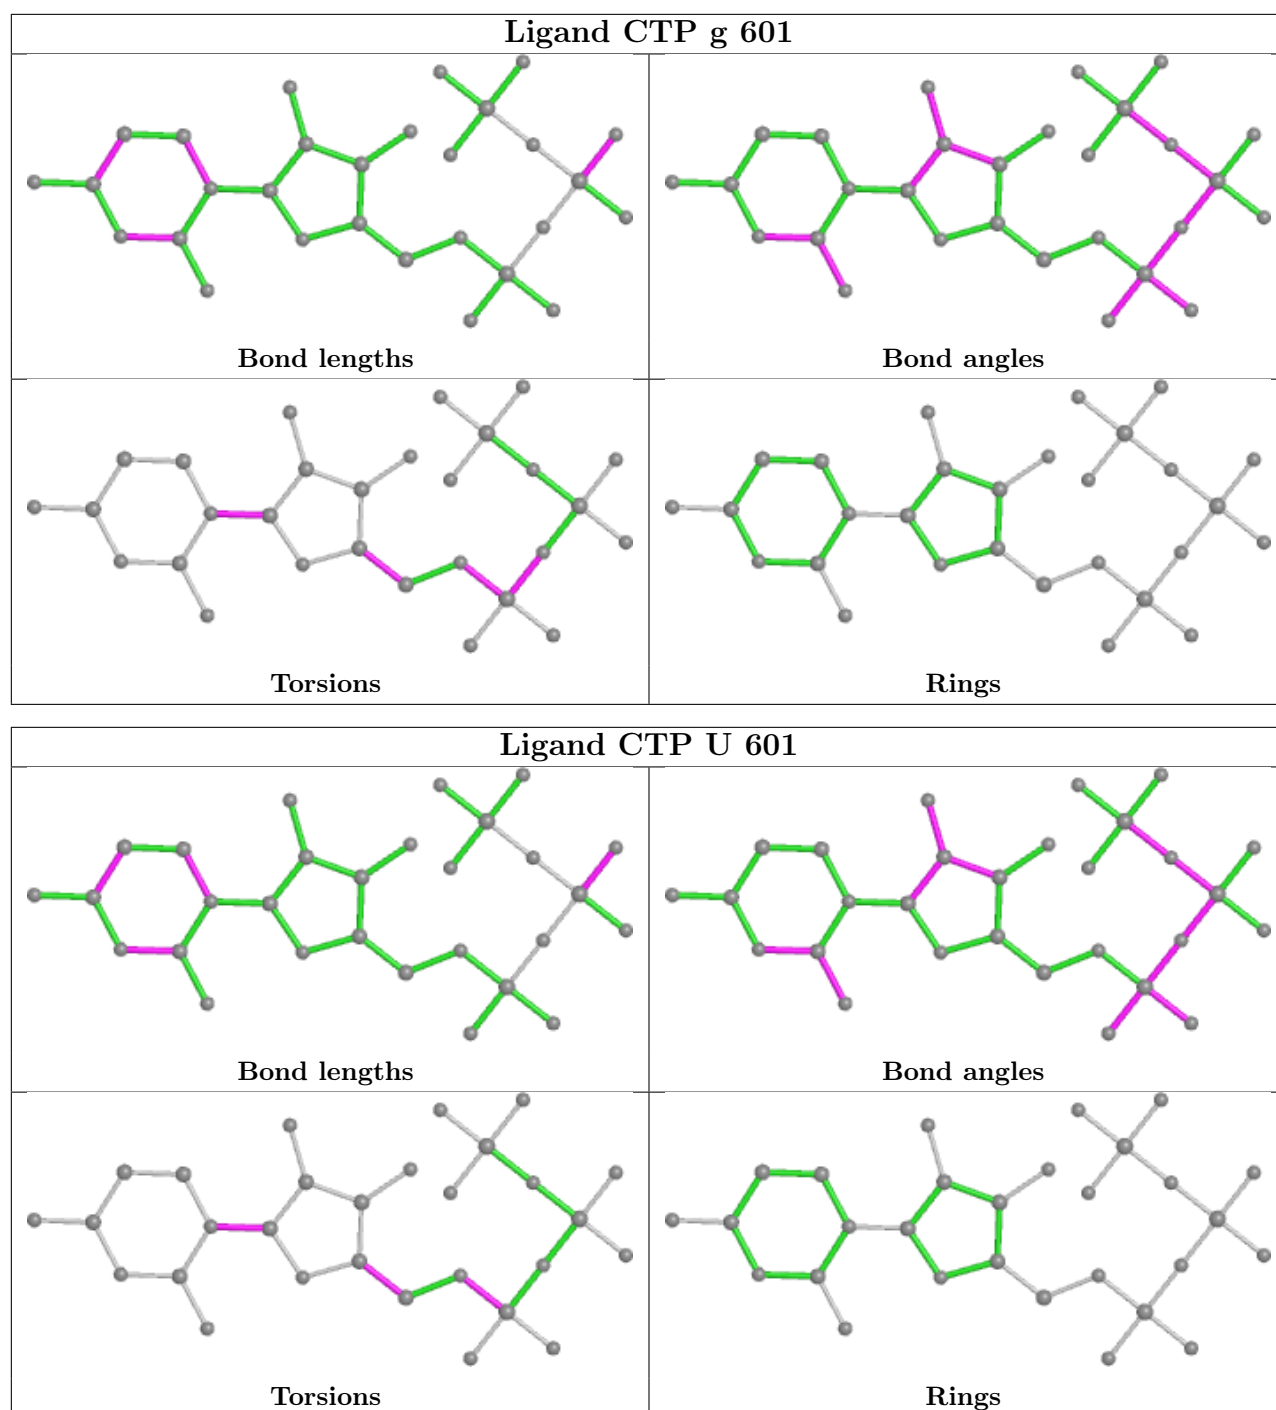 Ligand CTP g 601
Bond lengths
Bond angles
Torsions
Rings
Ligand CTP U 601
Bond lengths
Bond angles
Torsions
Rings